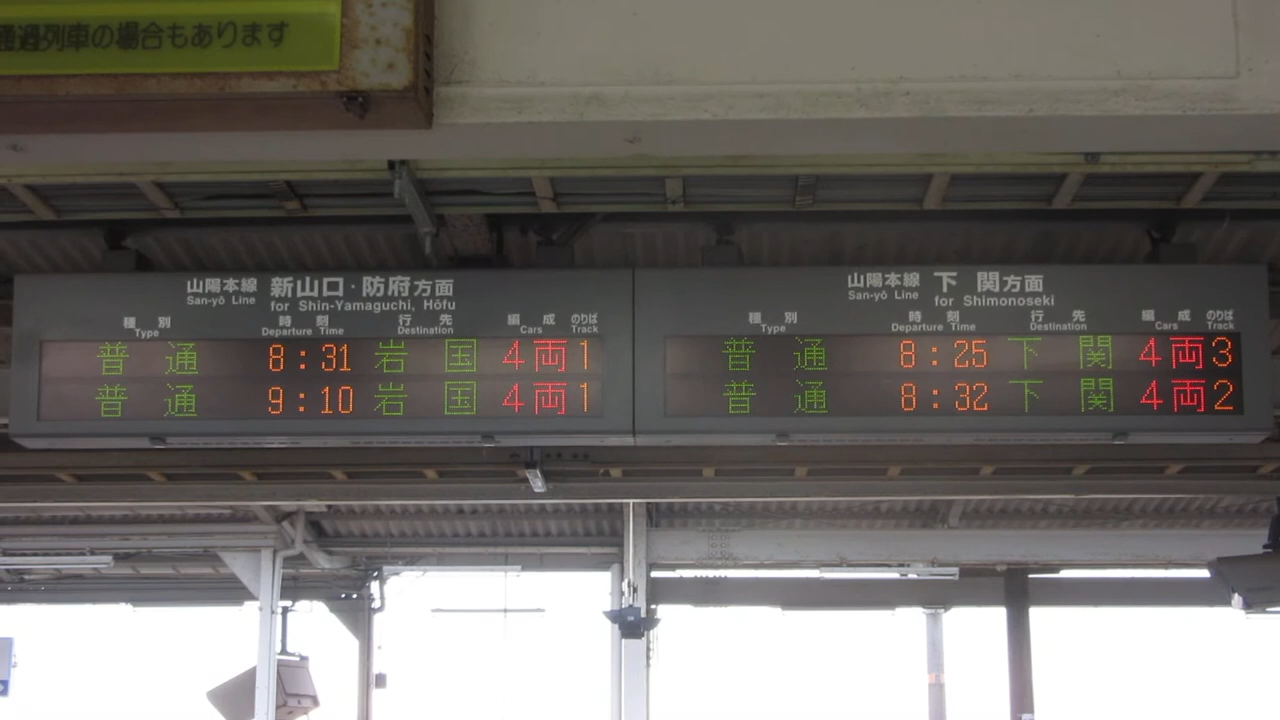 通過列車の場合もあります
山陽本線 新山口・防府方面
San-yō Line for Shin-Yamaguchi, Hōfu
種別 時刻 行先 編成 のりば
Type Departure Time Destination Cars Track
普通 8:31 岩国 4両 1
普通 9:10 岩国 4両 1
山陽本線 下関方面
San-yō Line for Shimonoseki
種別 時刻 行先 編成 のりば
Type Departure Time Destination Cars Track
普通 8:25 下関 4両 3
普通 8:32 下関 4両 2